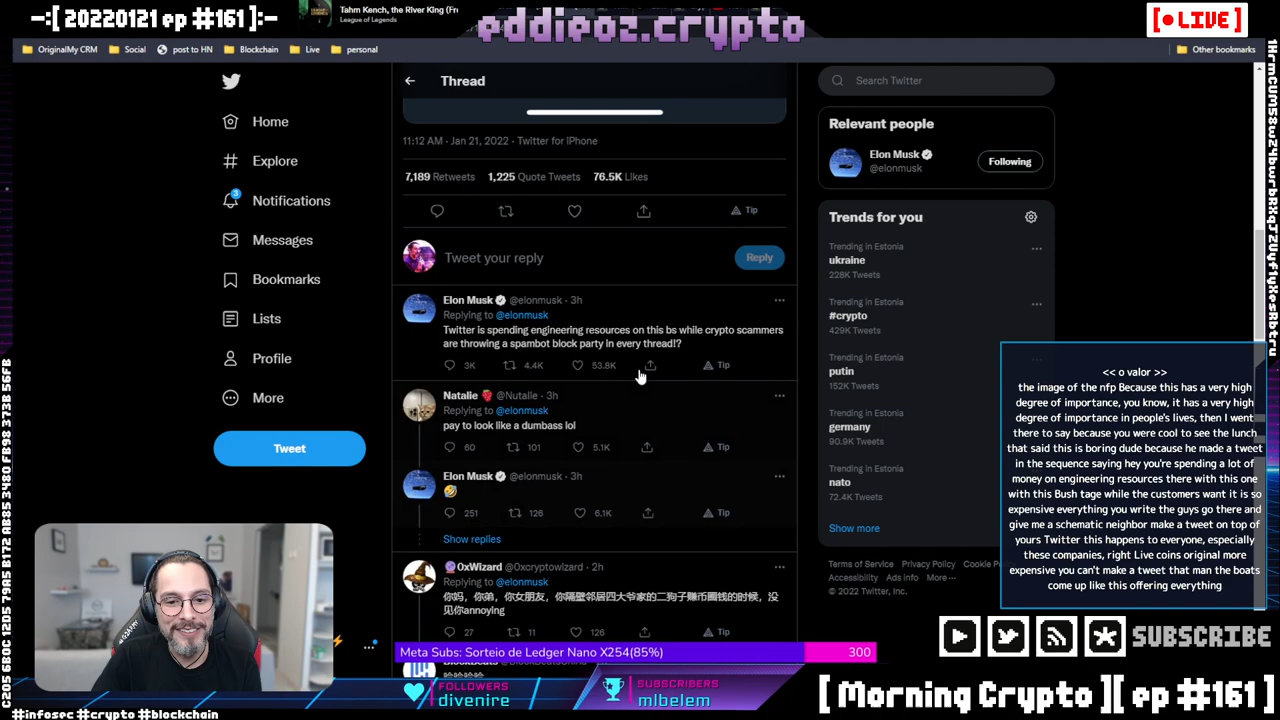 -:[ 20220121 ep #161]:-
Tahm Kench, the River King (Fre
League of Legends
eddieoz.crypto
[ • LIVE ]
OriginalMy CRM
Social
post to HN
Blockchain
Live
personal
Other bookmarks
Home
Explore
3
Notifications
Messages
Bookmarks
Lists
Profile
More
Tweet
Thread
11:12 AM · Jan 21, 2022 · Twitter for iPhone
7,189 Retweets 1,225 Quote Tweets 76.5K Likes
Tip
Tweet your reply
Reply
Elon Musk @elonmusk · 3h
Replying to @elonmusk
Twitter is spending engineering resources on this bs while crypto scammers
are throwing a spambot block party in every thread!?
3K 4.4K 53.8K Tip
Natalie 🍓 @Nutalie · 3h
Replying to @elonmusk
pay to look like a dumbass lol
60 101 5.1K Tip
Elon Musk @elonmusk · 3h
🤣
251 126 6.1K Tip
Show replies
🔮0xWizard @0xcryptowizard · 2h
Replying to @elonmusk
你妈，你弟，你女朋友，你隔壁邻居四大爷家的二狗子赚币圈钱的时候，没
见你annoying
27 11 126 Tip
Search Twitter
Relevant people
Elon Musk
@elonmusk
Following
Trends for you
Trending in Estonia
ukraine
228K Tweets
Trending in Estonia
#crypto
429K Tweets
Trending in Estonia
putin
152K Tweets
germany
90.9K Tweets
Trending in Estonia
nato
72.4K Tweets
Show more
Terms of Service Privacy Policy Cookie Po
Accessibility Ads info More ···
© 2022 Twitter, Inc.
<< o valor >>
the image of the nfp Because this has a very high
degree of importance, you know, it has a very high
degree of importance in people's lives, then I went
there to say because you were cool to see the lunch
that said this is boring dude because he made a tweet
in the sequence saying hey you're spending a lot of
money on engineering resources there with this one
with this Bush tage while the customers want it is so
expensive everything you write the guys go there and
give me a schematic neighbor make a tweet on top of
yours Twitter this happens to everyone, especially
these companies, right Live coins original more
expensive you can't make a tweet that man the boats
come up like this offering everything
Meta Subs: Sorteio de Ledger Nano X254(85%)
300
FOLLOWERS
divenire
SUBSCRIBERS
mlbelem
SUBSCRIBE
[ Morning Crypto ][ ep #161 ]
#infosec #crypto #blockchain
C5D5 6B0E 12D5 79A5 B172 AB35 3480 FB98 373B 56FB